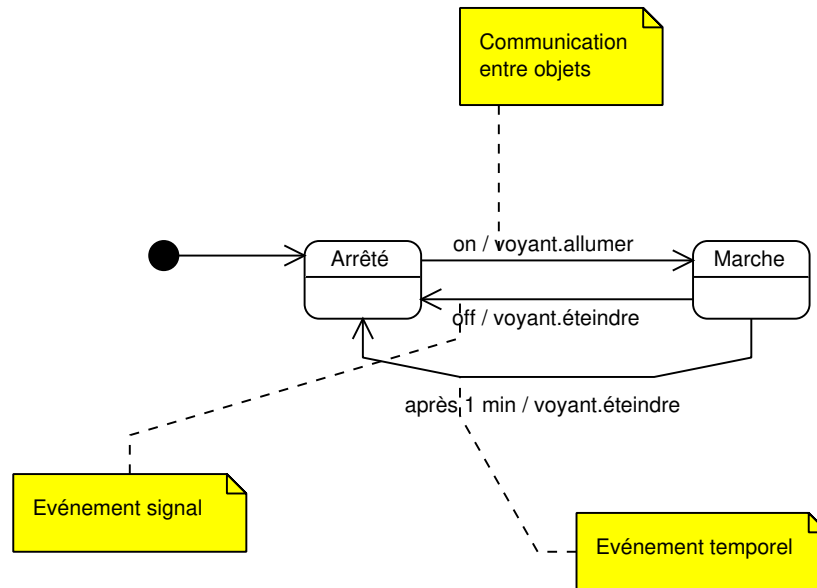 Communication
entre objets
on / voyant.allumer
Arrêté
Marche
off / voyant.éteindre
après 1 min / voyant.éteindre
Evénement signal
Evénement temporel